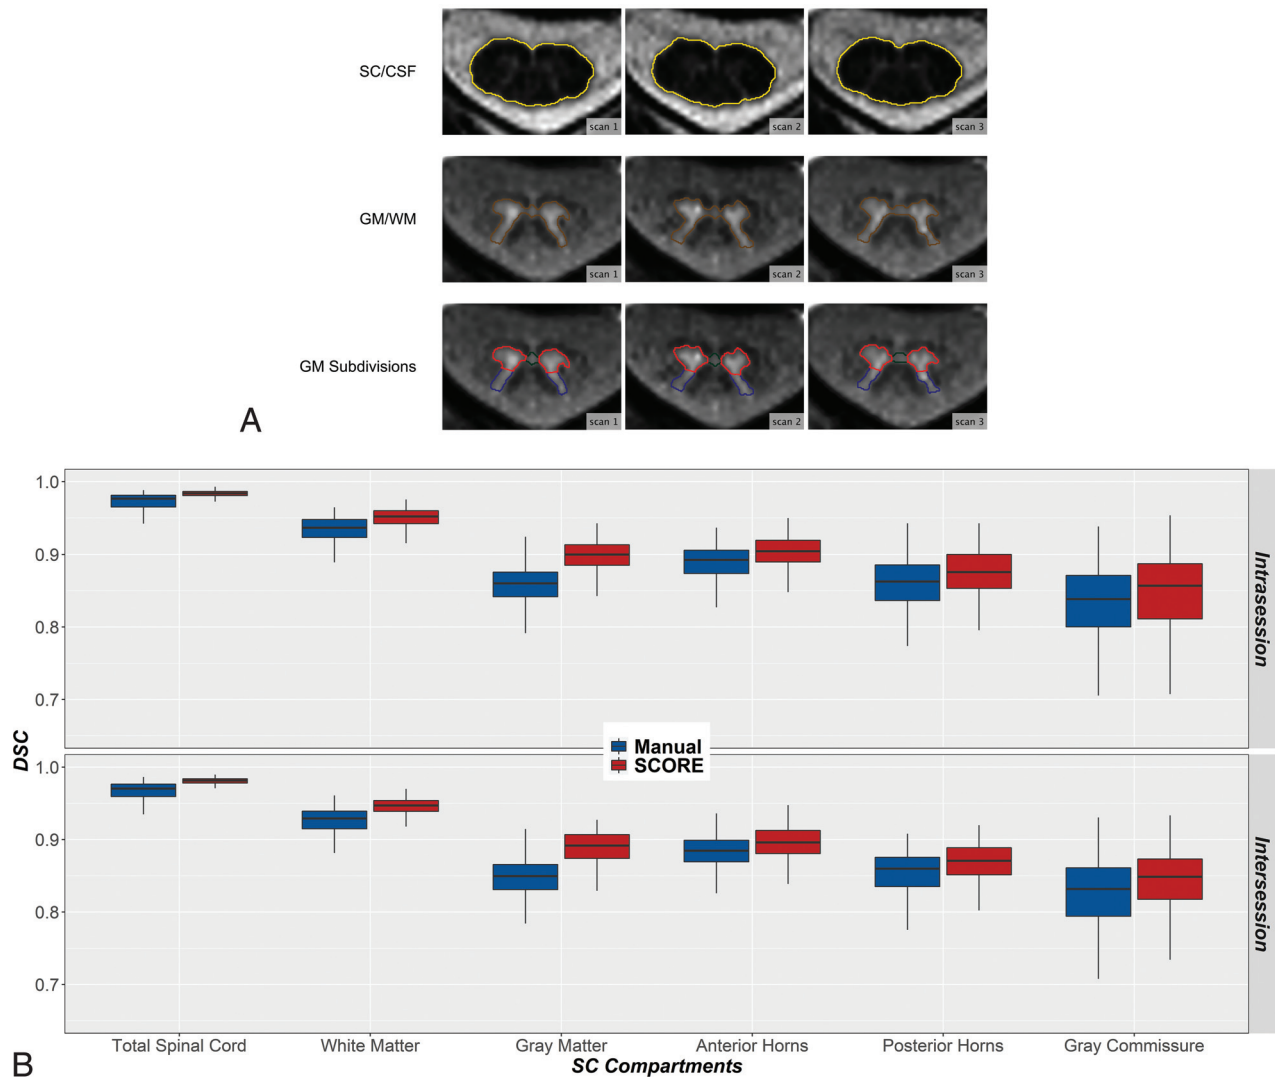 SC/CSF
scan 1
scan 2
scan 3
GM/WM
scan 1
scan 2
scan 3
GM Subdivisions
scan 1
scan 2
scan 3
A
1.0
0.9
0.8
0.7
Intrasession
DSC
Manual
SCORE
1.0
0.9
0.8
0.7
Intersession
Total Spinal Cord
White Matter
Gray Matter
Anterior Horns
Posterior Horns
Gray Commissure
SC Compartments
B